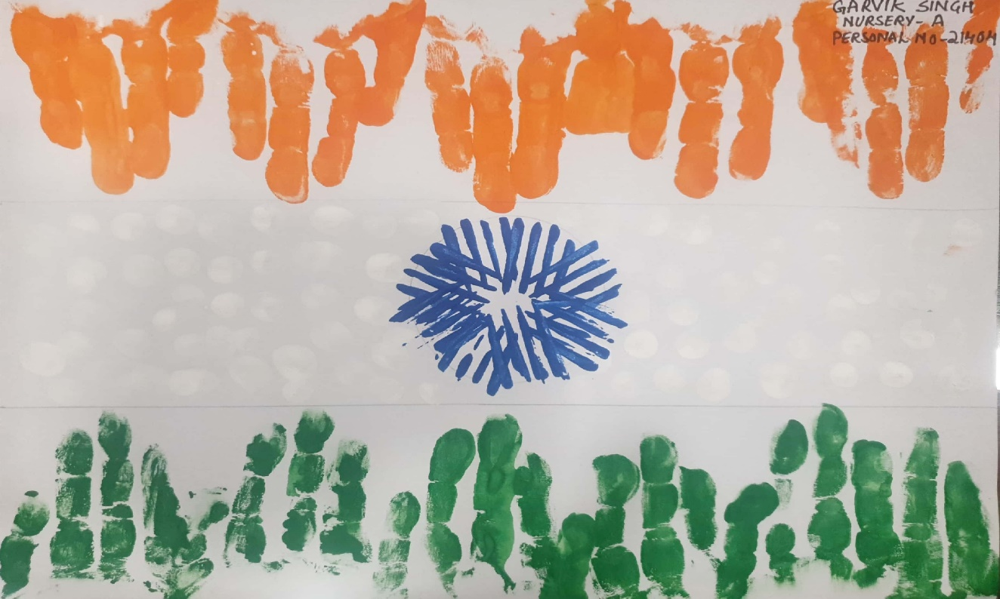 GARVIK SINGH
NURSERY- A
PERSONAL NO-21404